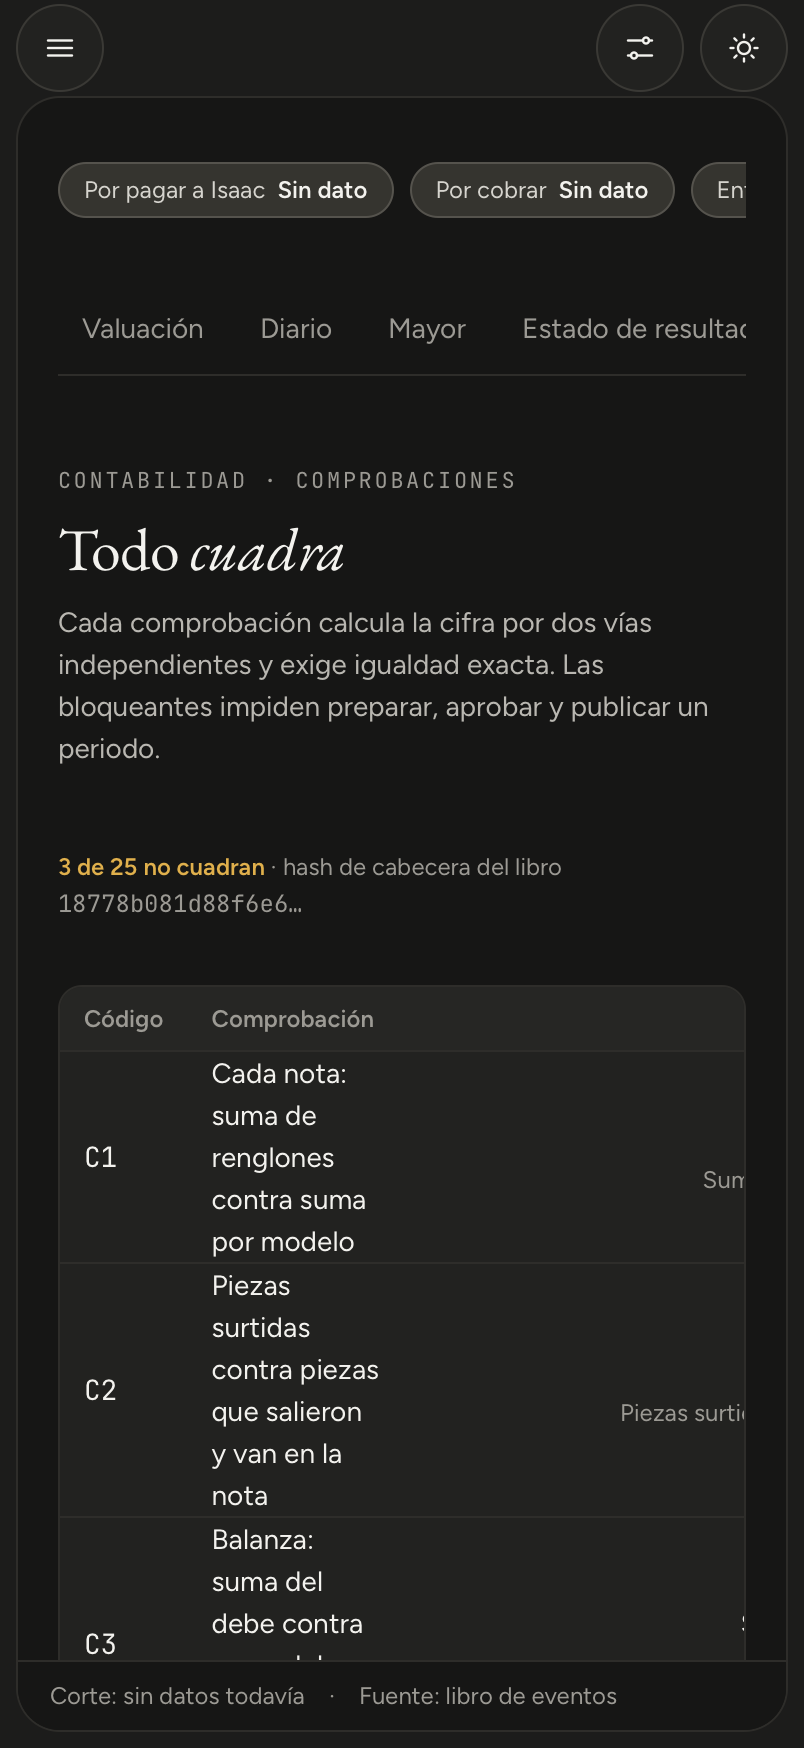 Por pagar a Isaac Sin dato
Por cobrar Sin dato
Valuación
Diario
Mayor
Estado de
CONTABILIDAD · COMPROBACIONES
Todo cuadra
Cada comprobación calcula la cifra por dos vías
independientes y exige igualdad exacta. Las
bloqueantes impiden preparar, aprobar y publicar un
periodo.
3 de 25 no cuadran · hash de cabecera del libro
18778b081d88f6e6…
Código
Comprobación
C1
Cada nota:
suma de
renglones
contra suma
por modelo
C2
Piezas
surtidas
contra piezas
que salieron
y van en la
nota
Piezas
C3
Balanza:
suma del
debe contra
Corte: sin datos todavía · Fuente: libro de eventos